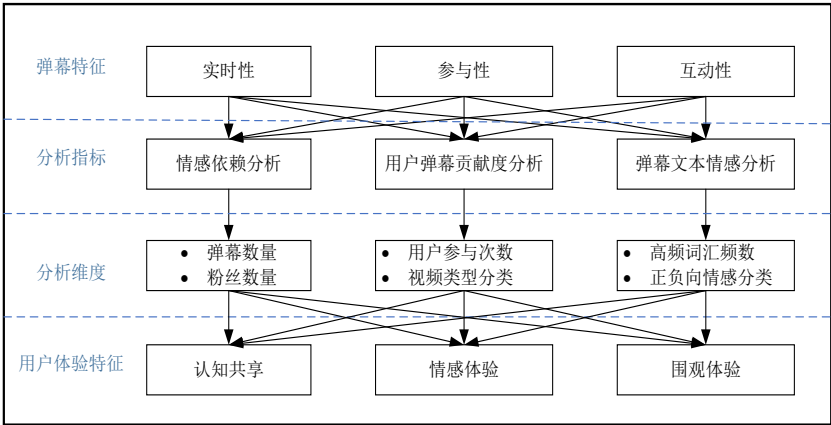 弹幕特征
实时性
参与性
互动性
分析指标
情感依赖分析
用户弹幕贡献度分析
弹幕文本情感分析
分析维度
• 弹幕数量
• 粉丝数量
• 用户参与次数
• 视频类型分类
• 高频词汇频数
• 正负向情感分类
用户体验特征
认知共享
情感体验
围观体验